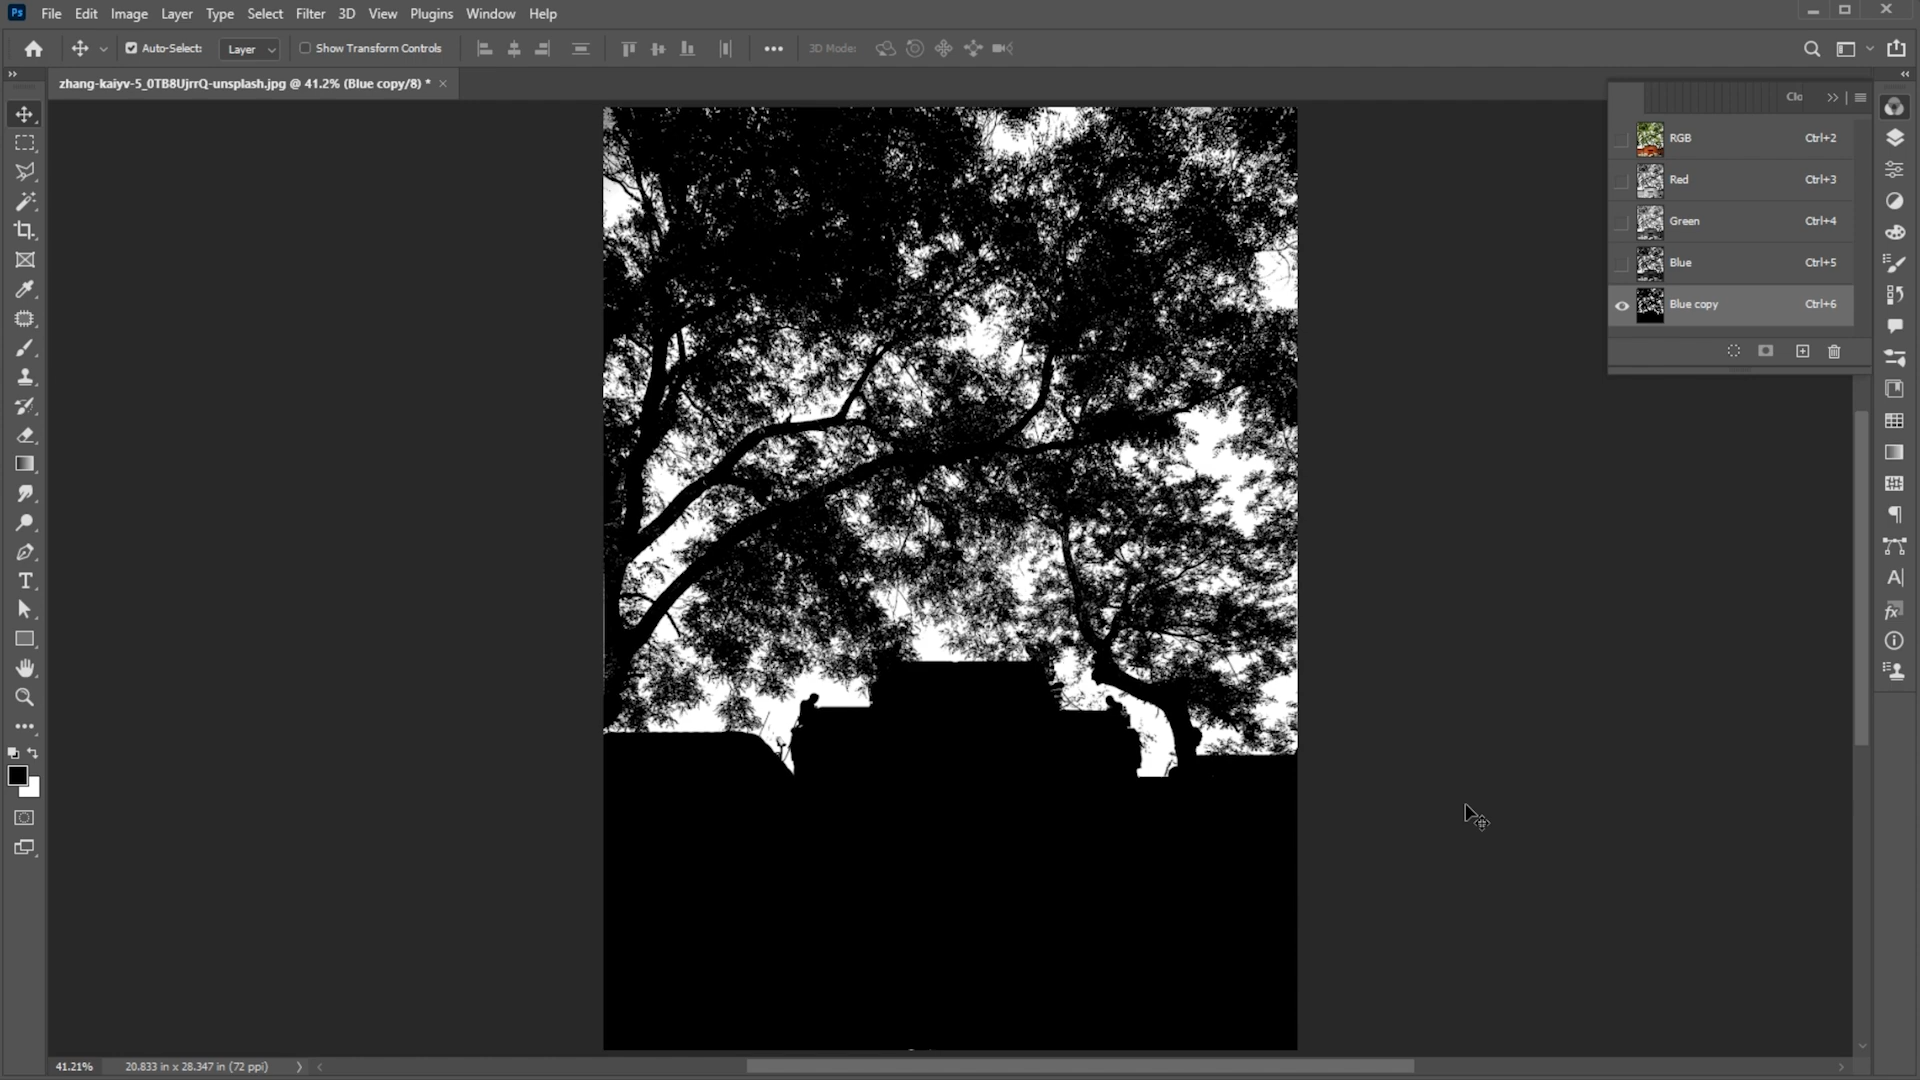 Ps File Edit Image Layer Type Select Filter 3D View Plugins Window Help
Auto-Select: Layer Show Transform Controls 3D Mode:
zhang-kaiyv-5_0TB8UjrrQ-unsplash.jpg @ 41.2% (Blue copy/8) *
Clo
RGB Ctrl+2
Red Ctrl+3
Green Ctrl+4
Blue Ctrl+5
Blue copy Ctrl+6
41.21% 20.833 in x 28.347 in (72 ppi)